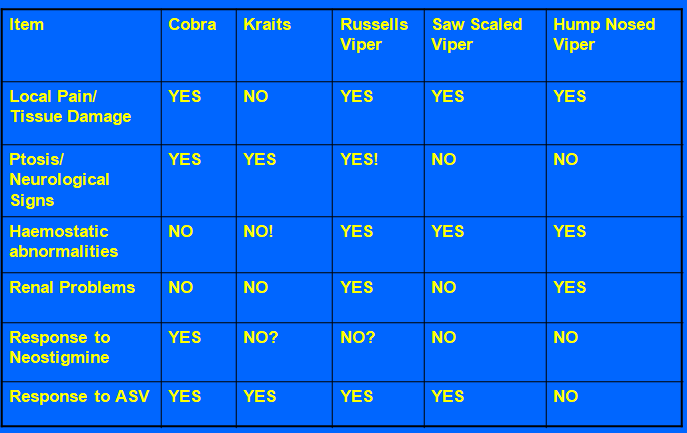 Item Cobra Kraits Russells Viper Saw Scaled Viper Hump Nosed Viper
Local Pain/ Tissue Damage YES NO YES YES YES
Ptosis/ Neurological Signs YES YES YES! NO NO
Haemostatic abnormalities NO NO! YES YES YES
Renal Problems NO NO YES NO YES
Response to Neostigmine YES NO? NO? NO NO
Response to ASV YES YES YES YES NO